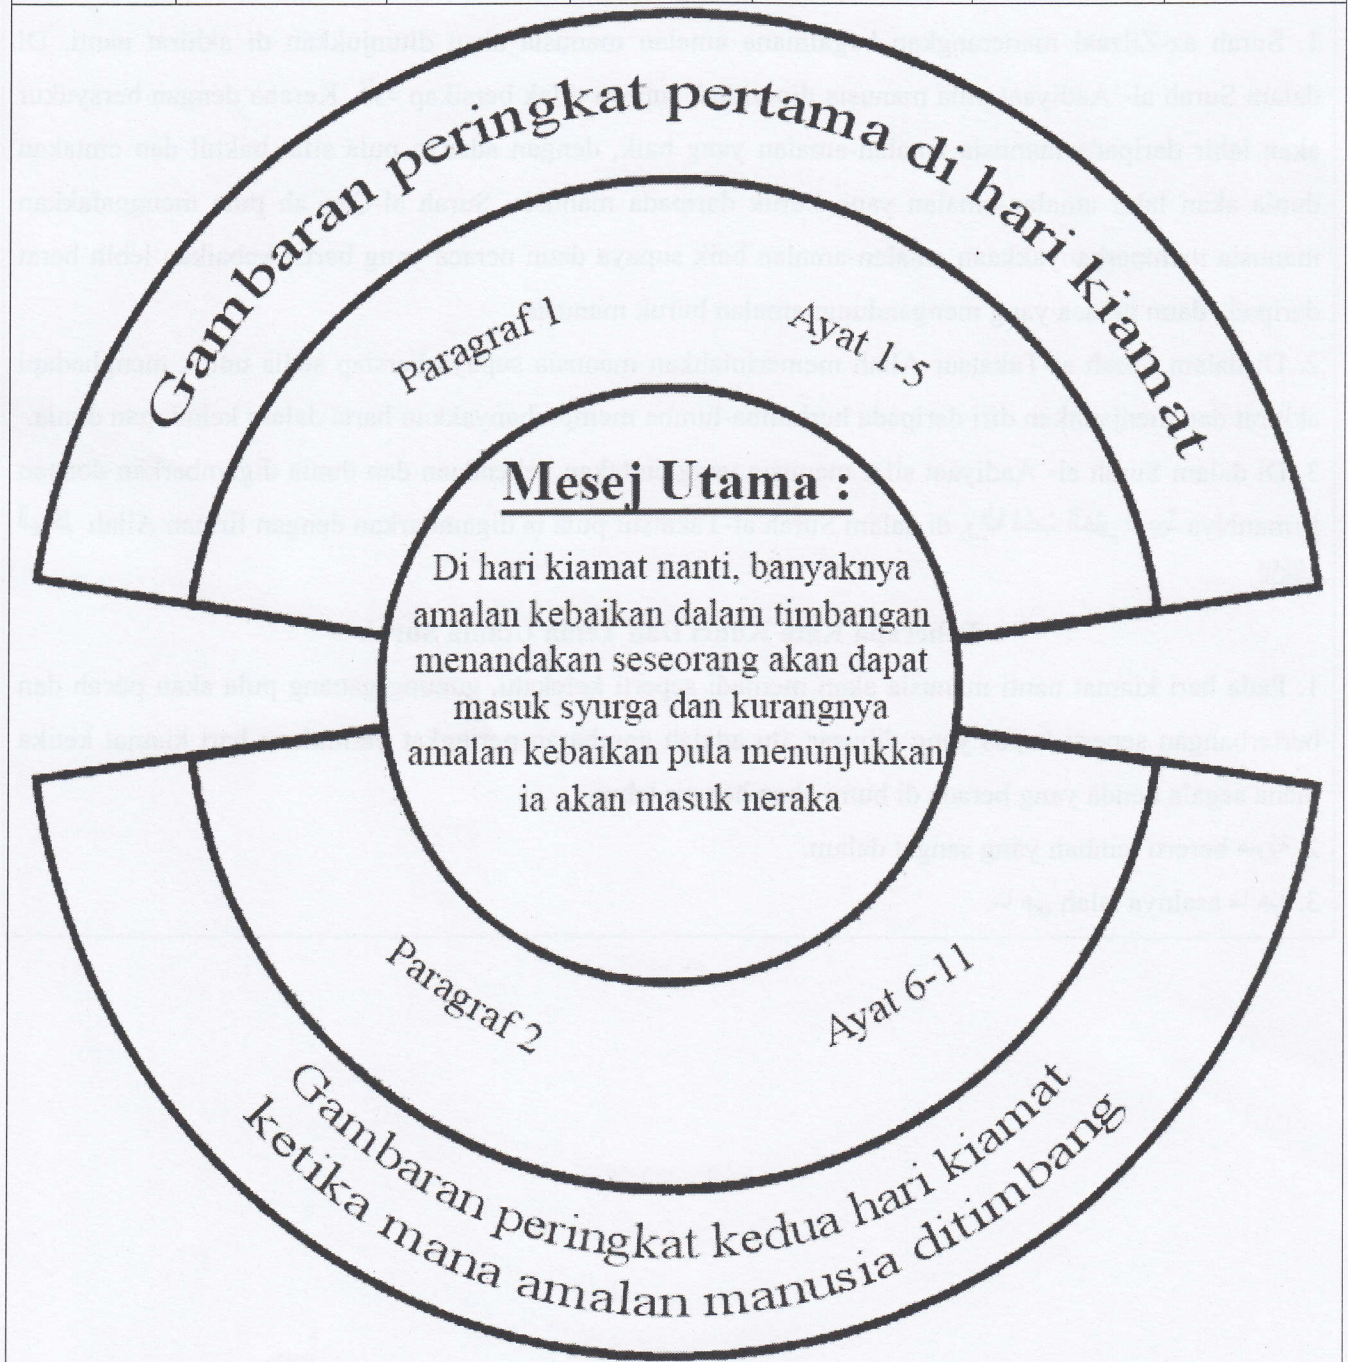 Gambaran peringkat pertama di hari kiamat
Paragraf 1
Ayat 1-5
Mesej Utama :
Di hari kiamat nanti, banyaknya
amalan kebaikan dalam timbangan
menandakan seseorang akan dapat
masuk syurga dan kurangnya
amalan kebaikan pula menunjukkan
ia akan masuk neraka
Paragraf 2
Ayat 6-11
Gambaran peringkat kedua hari kiamat
ketika mana amalan manusia ditimbang